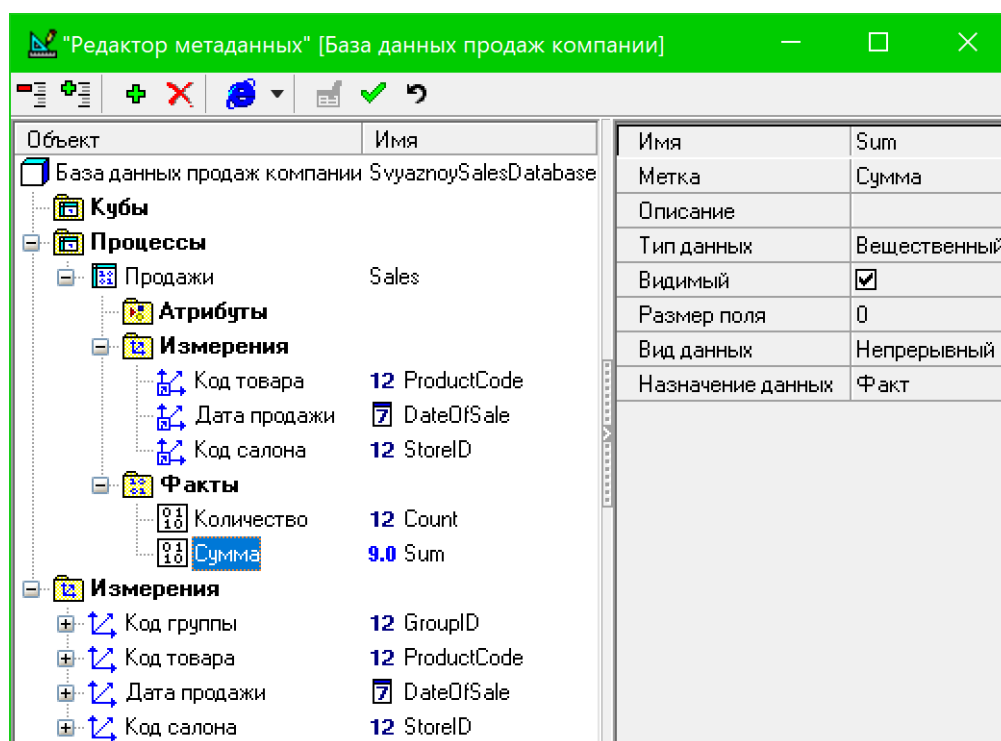 "Редактор метаданных" [База данных продаж компании]
Объект Имя
База данных продаж компании SvyaznoySalesDatabase
Кубы
Процессы
Продажи Sales
Атрибуты
Измерения
Код товара 12 ProductCode
Дата продажи 7 DateOfSale
Код салона 12 StoreID
Факты
Количество 12 Count
Сумма 9.0 Sum
Измерения
Код группы 12 GroupID
Код товара 12 ProductCode
Дата продажи 7 DateOfSale
Код салона 12 StoreID
Имя Sum
Метка Сумма
Описание
Тип данных Вещественный
Видимый
Размер поля 0
Вид данных Непрерывный
Назначение данных Факт